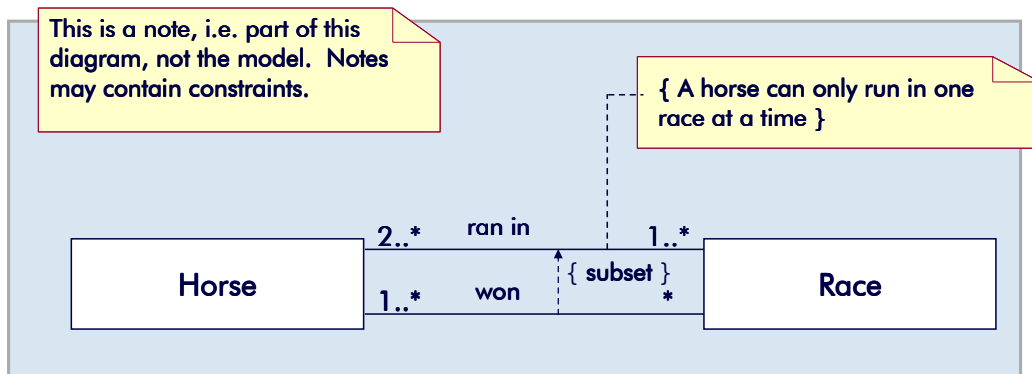 This is a note, i.e. part of this
diagram, not the model.  Notes
may contain constraints.
{ A horse can only run in one
race at a time }
2..*
ran in
1..*
Horse
{ subset }
Race
1..*
won
*